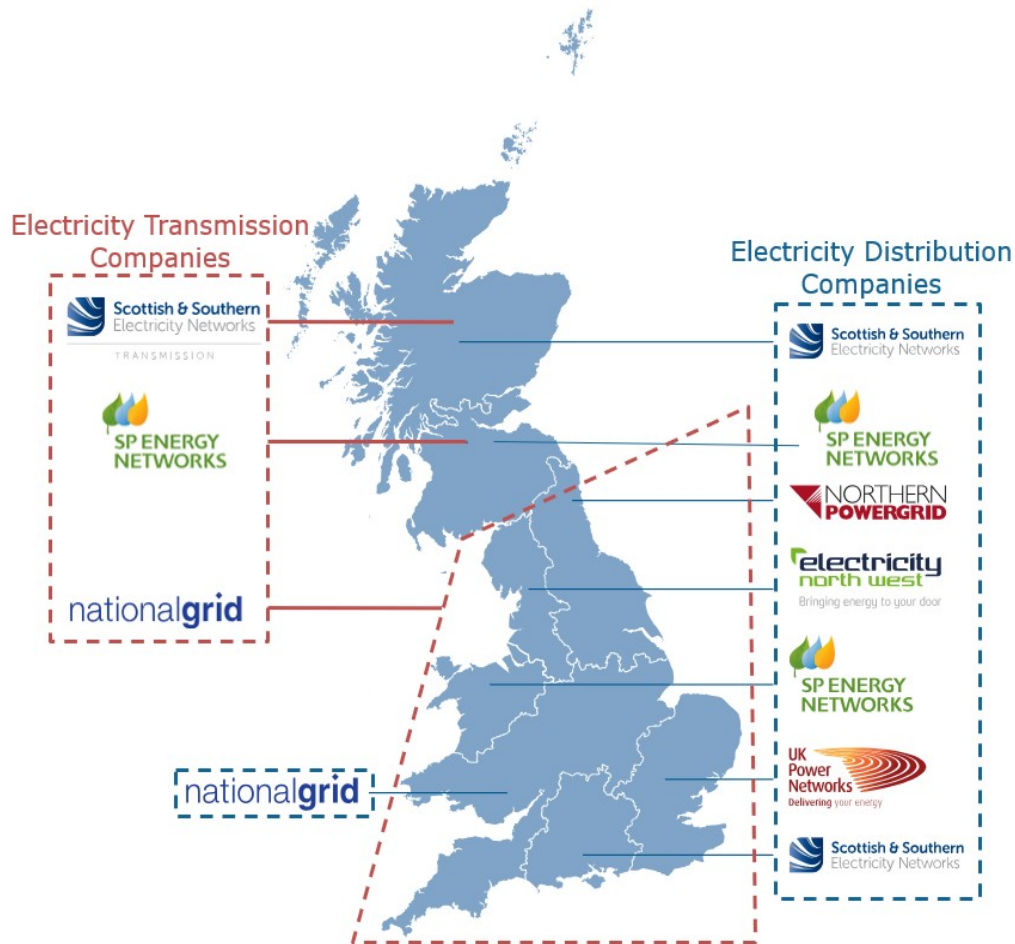 Electricity Transmission
Companies
Scottish & Southern
Electricity Networks
TRANSMISSION
SP ENERGY
NETWORKS
nationalgrid
nationalgrid
Electricity Distribution
Companies
Scottish & Southern
Electricity Networks
SP ENERGY
NETWORKS
NORTHERN
POWERGRID
electricity
north west
Bringing energy to your door
SP ENERGY
NETWORKS
UK
Power
Networks
Delivering your energy
Scottish & Southern
Electricity Networks